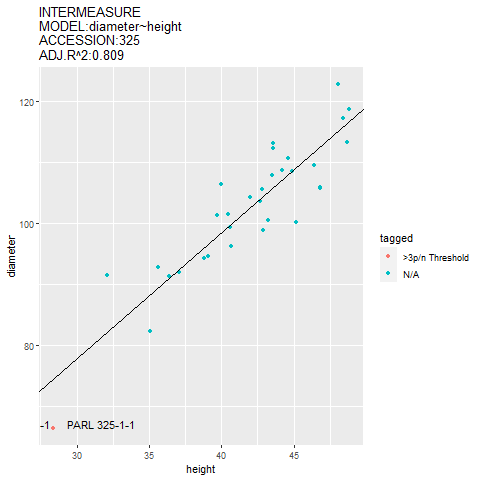 INTERMEASURE
MODEL:diameter~height
ACCESSION:325
ADJ.R^2:0.809
120
100
80
diameter
-1
PARL 325-1-1
30
35
40
45
height
tagged
>3p/n Threshold
N/A